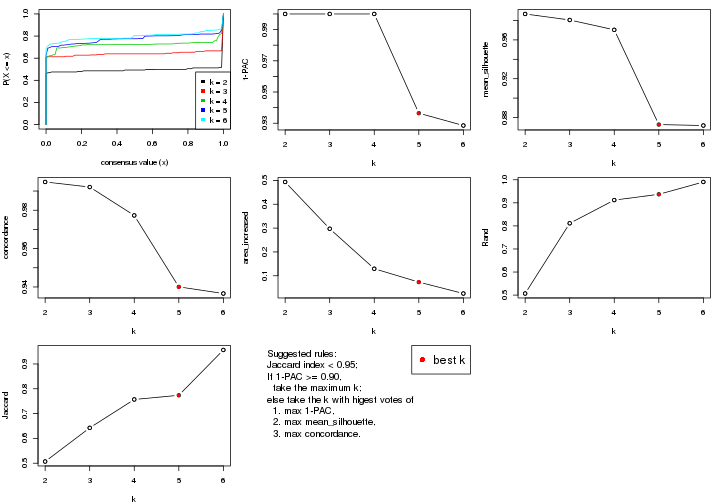 P(X <= x)
0.0 0.2 0.4 0.6 0.8 1.0
k = 2
k = 3
k = 4
k = 5
k = 6
0.0 0.2 0.4 0.6 0.8 1.0
consensus value (x)
1-PAC
0.93 0.95 0.97 0.99
2 3 4 5 6
k
mean_silhouette
0.88 0.92 0.96
2 3 4 5 6
k
concordance
0.94 0.96 0.98
2 3 4 5 6
k
area_increased
0.1 0.2 0.3 0.4 0.5
2 3 4 5 6
k
Rand
0.5 0.6 0.7 0.8 0.9 1.0
2 3 4 5 6
k
Jaccard
0.5 0.6 0.7 0.8 0.9
2 3 4 5 6
k
Suggested rules:
Jaccard index < 0.95;
If 1-PAC >= 0.90,
take the maximum k;
else take the k with higest votes of
1. max 1-PAC,
2. max mean_silhouette,
3. max concordance.
best k